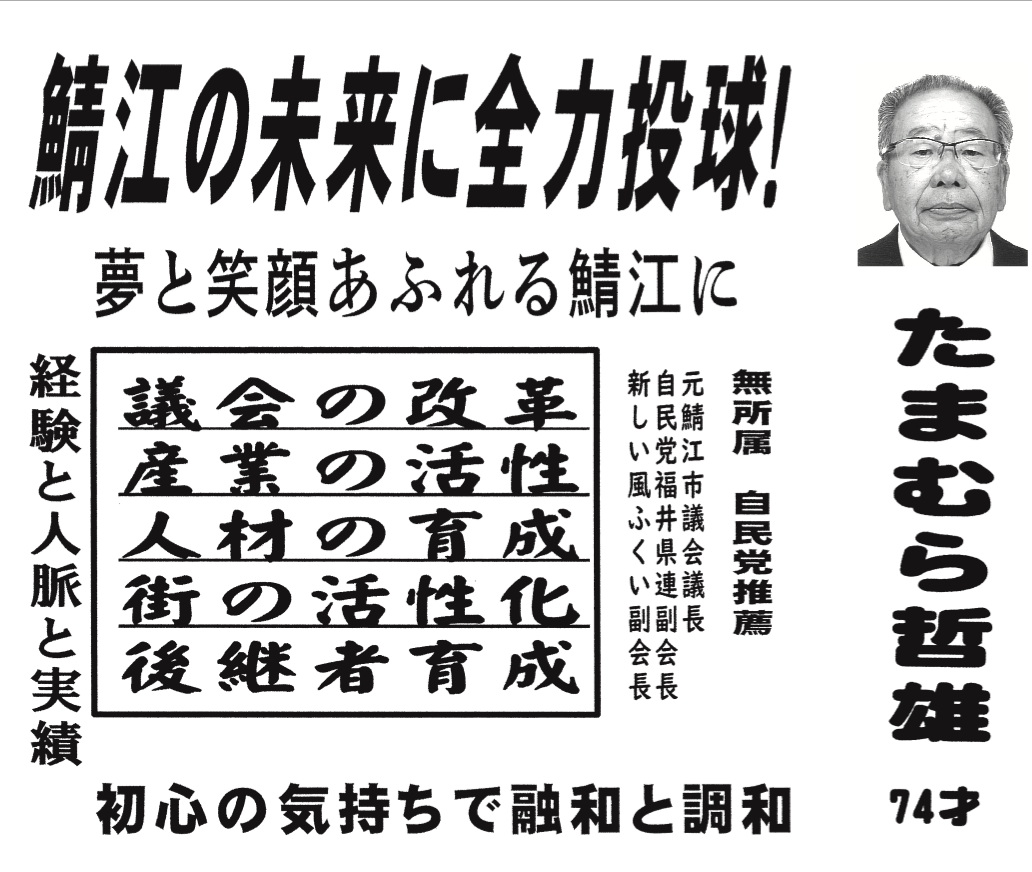 鯖江の未来に全力投球!
夢と笑顔あふれる鯖江に
たまむら哲雄
74才
無所属 自民党推薦
元鯖江市議会議長
自民党福井県連副会長
新しい風ふくい副会長
議会の改革
産業の活性
人材の育成
街の活性化
後継者育成
経験と人脈と実績
初心の気持ちで融和と調和